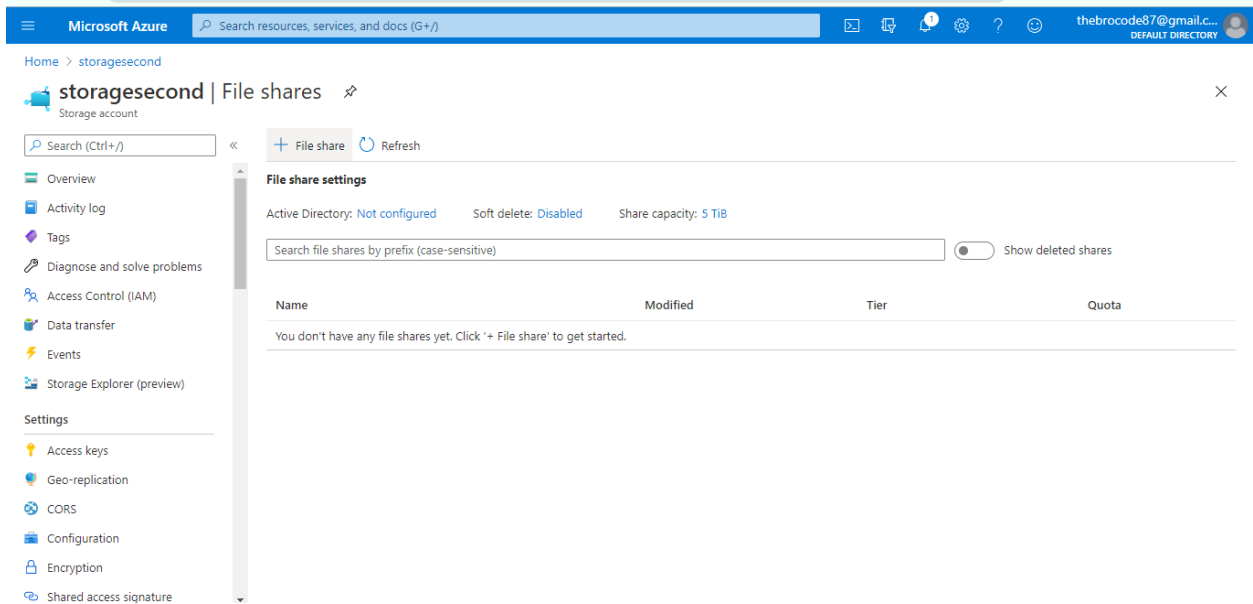 Microsoft Azure
Search resources, services, and docs (G+/)
1
thebrocode87@gmail.c...
DEFAULT DIRECTORY
Home > storagesecond
storagesecond | File shares
Storage account
Search (Ctrl+/)
«
+ File share
Refresh
Overview
Activity log
Tags
Diagnose and solve problems
Access Control (IAM)
Data transfer
Events
Storage Explorer (preview)
Settings
Access keys
Geo-replication
CORS
Configuration
Encryption
Shared access signature
File share settings
Active Directory: Not configured Soft delete: Disabled Share capacity: 5 TiB
Search file shares by prefix (case-sensitive)
Show deleted shares
Name Modified Tier Quota
You don't have any file shares yet. Click '+ File share' to get started.